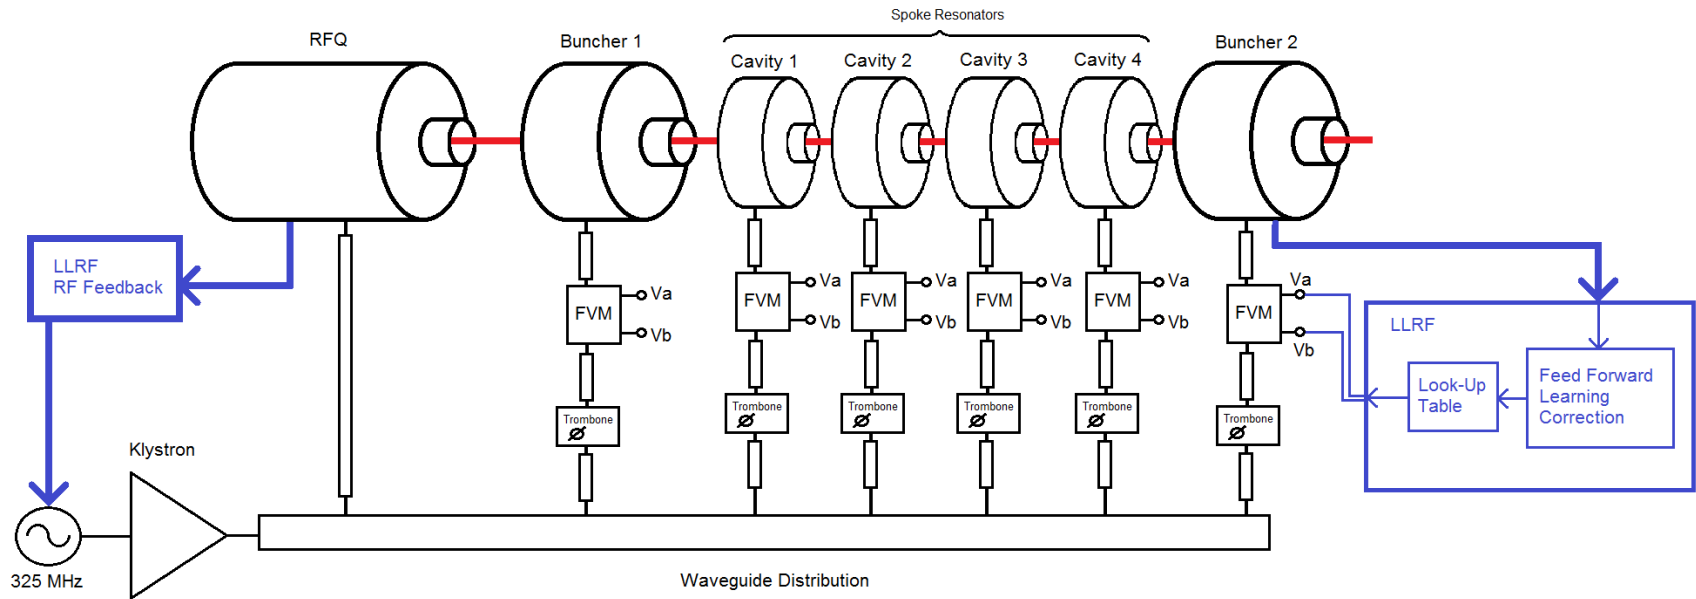 Spoke Resonators
RFQ
Buncher 1
Cavity 1
Cavity 2
Cavity 3
Cavity 4
Buncher 2
LLRF
RF Feedback
FVM
Va
Vb
FVM
Va
Vb
FVM
Va
Vb
FVM
Va
Vb
FVM
Va
Vb
FVM
Va
Vb
LLRF
Look-Up
Table
Feed Forward
Learning
Correction
Trombone
Trombone
Trombone
Trombone
Trombone
Trombone
Klystron
325 MHz
Waveguide Distribution